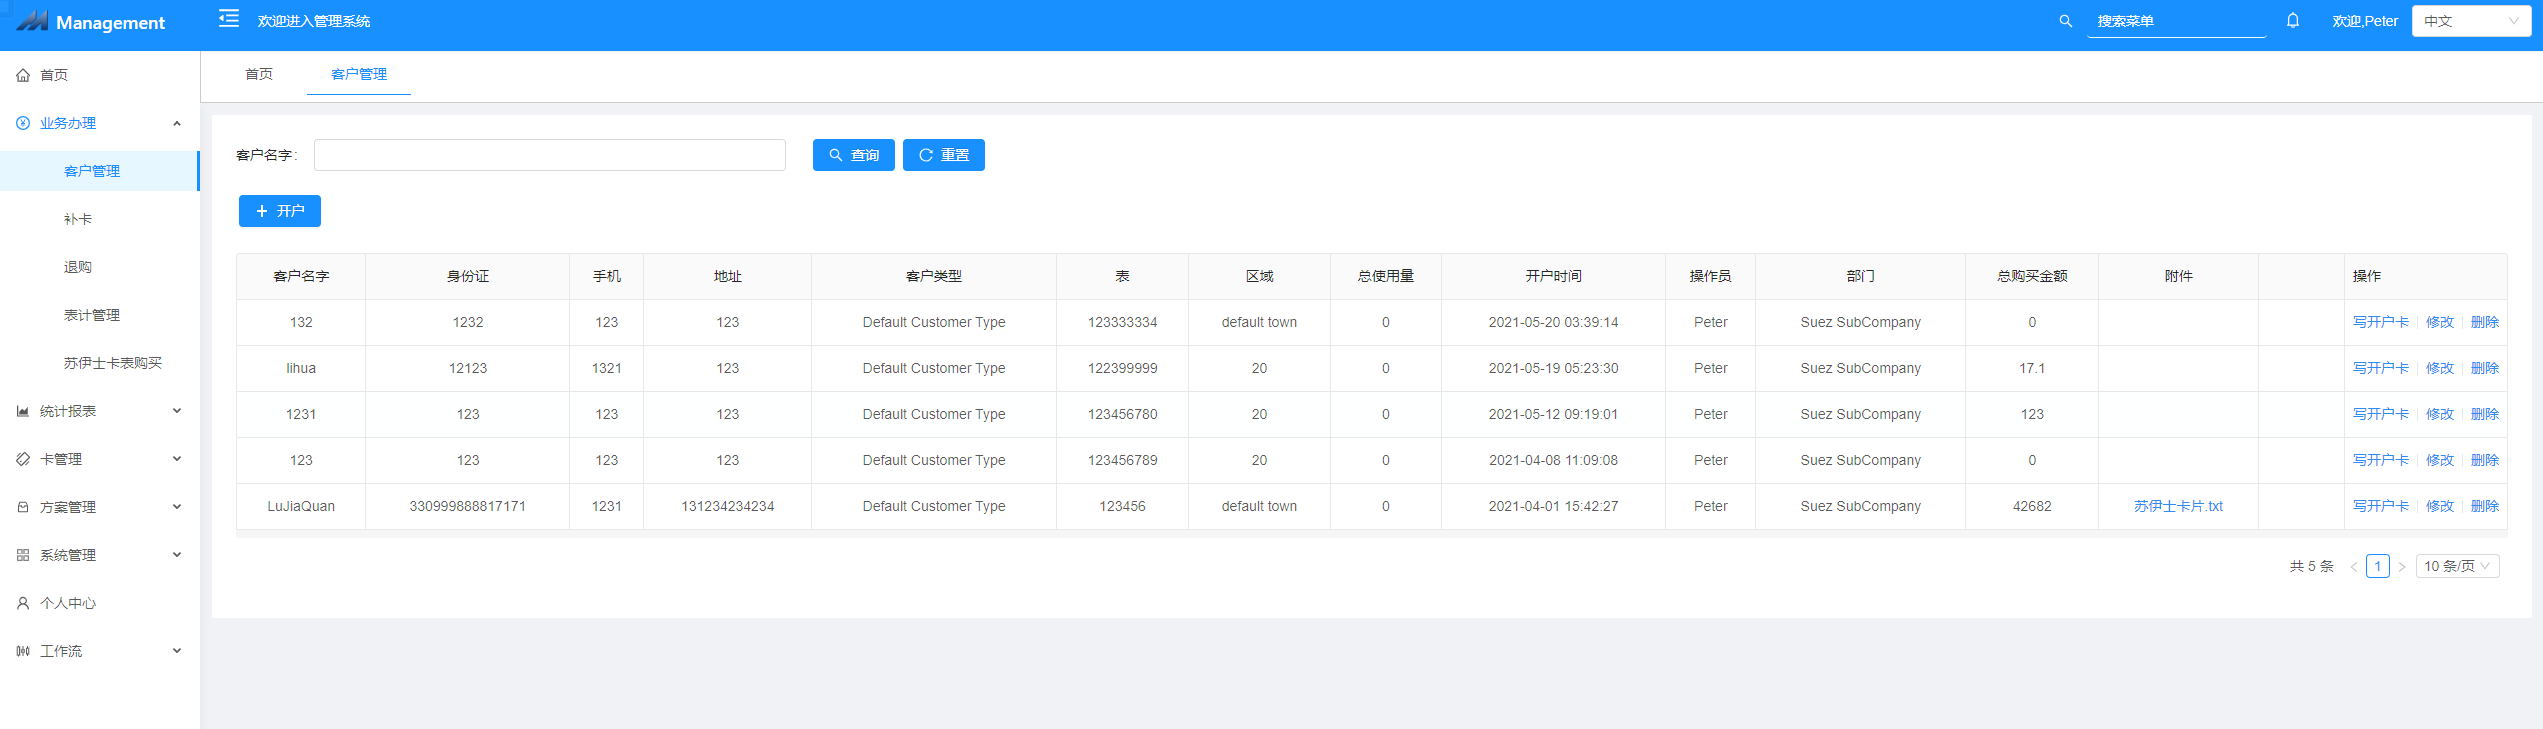 Management 欢迎进入管理系统 搜索菜单 欢迎,Peter 中文
首页
业务办理
客户管理
补卡
退购
表计管理
苏伊士卡表购买
统计报表
卡管理
方案管理
系统管理
个人中心
工作流
首页 客户管理
客户名字: 查询 重置
开户
客户名字 身份证 手机 地址 客户类型 表 区域 总使用量 开户时间 操作员 部门 总购买金额 附件 操作
132 1232 123 123 Default Customer Type 123333334 default town 0 2021-05-20 03:39:14 Peter Suez SubCompany 0 写开户卡 修改 删除
lihua 12123 1321 123 Default Customer Type 122399999 20 0 2021-05-19 05:23:30 Peter Suez SubCompany 17.1 写开户卡 修改 删除
1231 123 123 123 Default Customer Type 123456780 20 0 2021-05-12 09:19:01 Peter Suez SubCompany 123 写开户卡 修改 删除
123 123 123 123 Default Customer Type 123456789 20 0 2021-04-08 11:09:08 Peter Suez SubCompany 0 写开户卡 修改 删除
LuJiaQuan 330999888817171 1231 131234234234 Default Customer Type 123456 default town 0 2021-04-01 15:42:27 Peter Suez SubCompany 42682 苏伊士卡片.txt 写开户卡 修改 删除
共 5 条 < 1 > 10 条/页